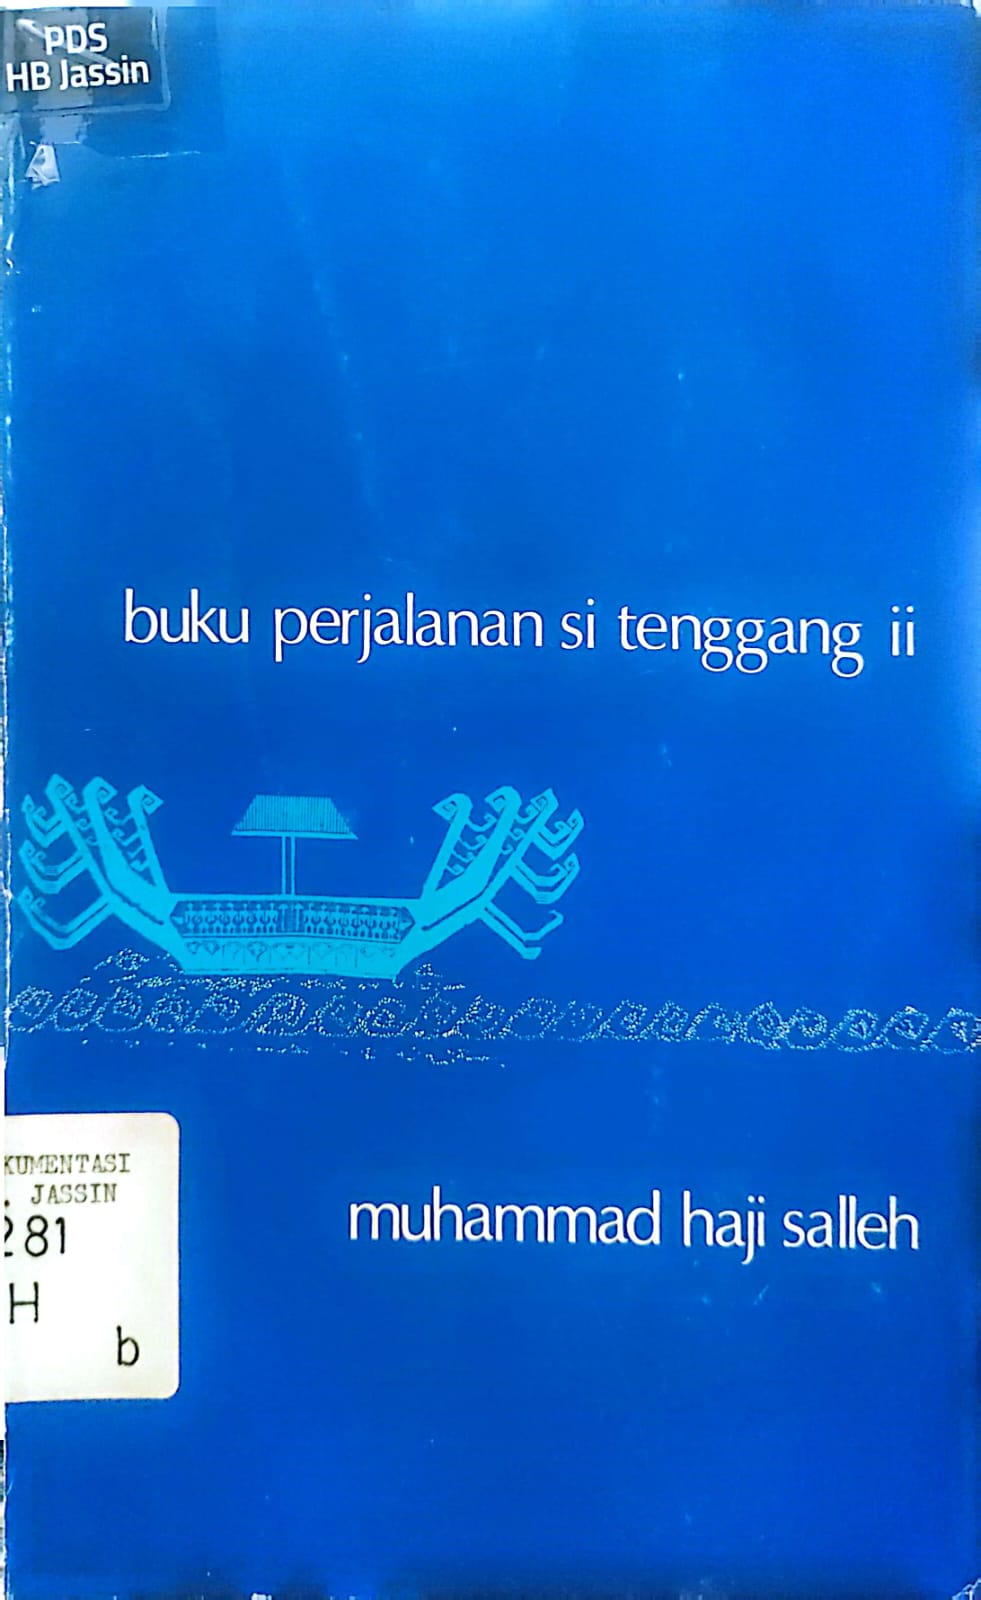 PDS
HB Jassin
buku perjalanan si tenggang ii
KUMENTASI
. JASSIN
281
H
b
muhammad haji salleh